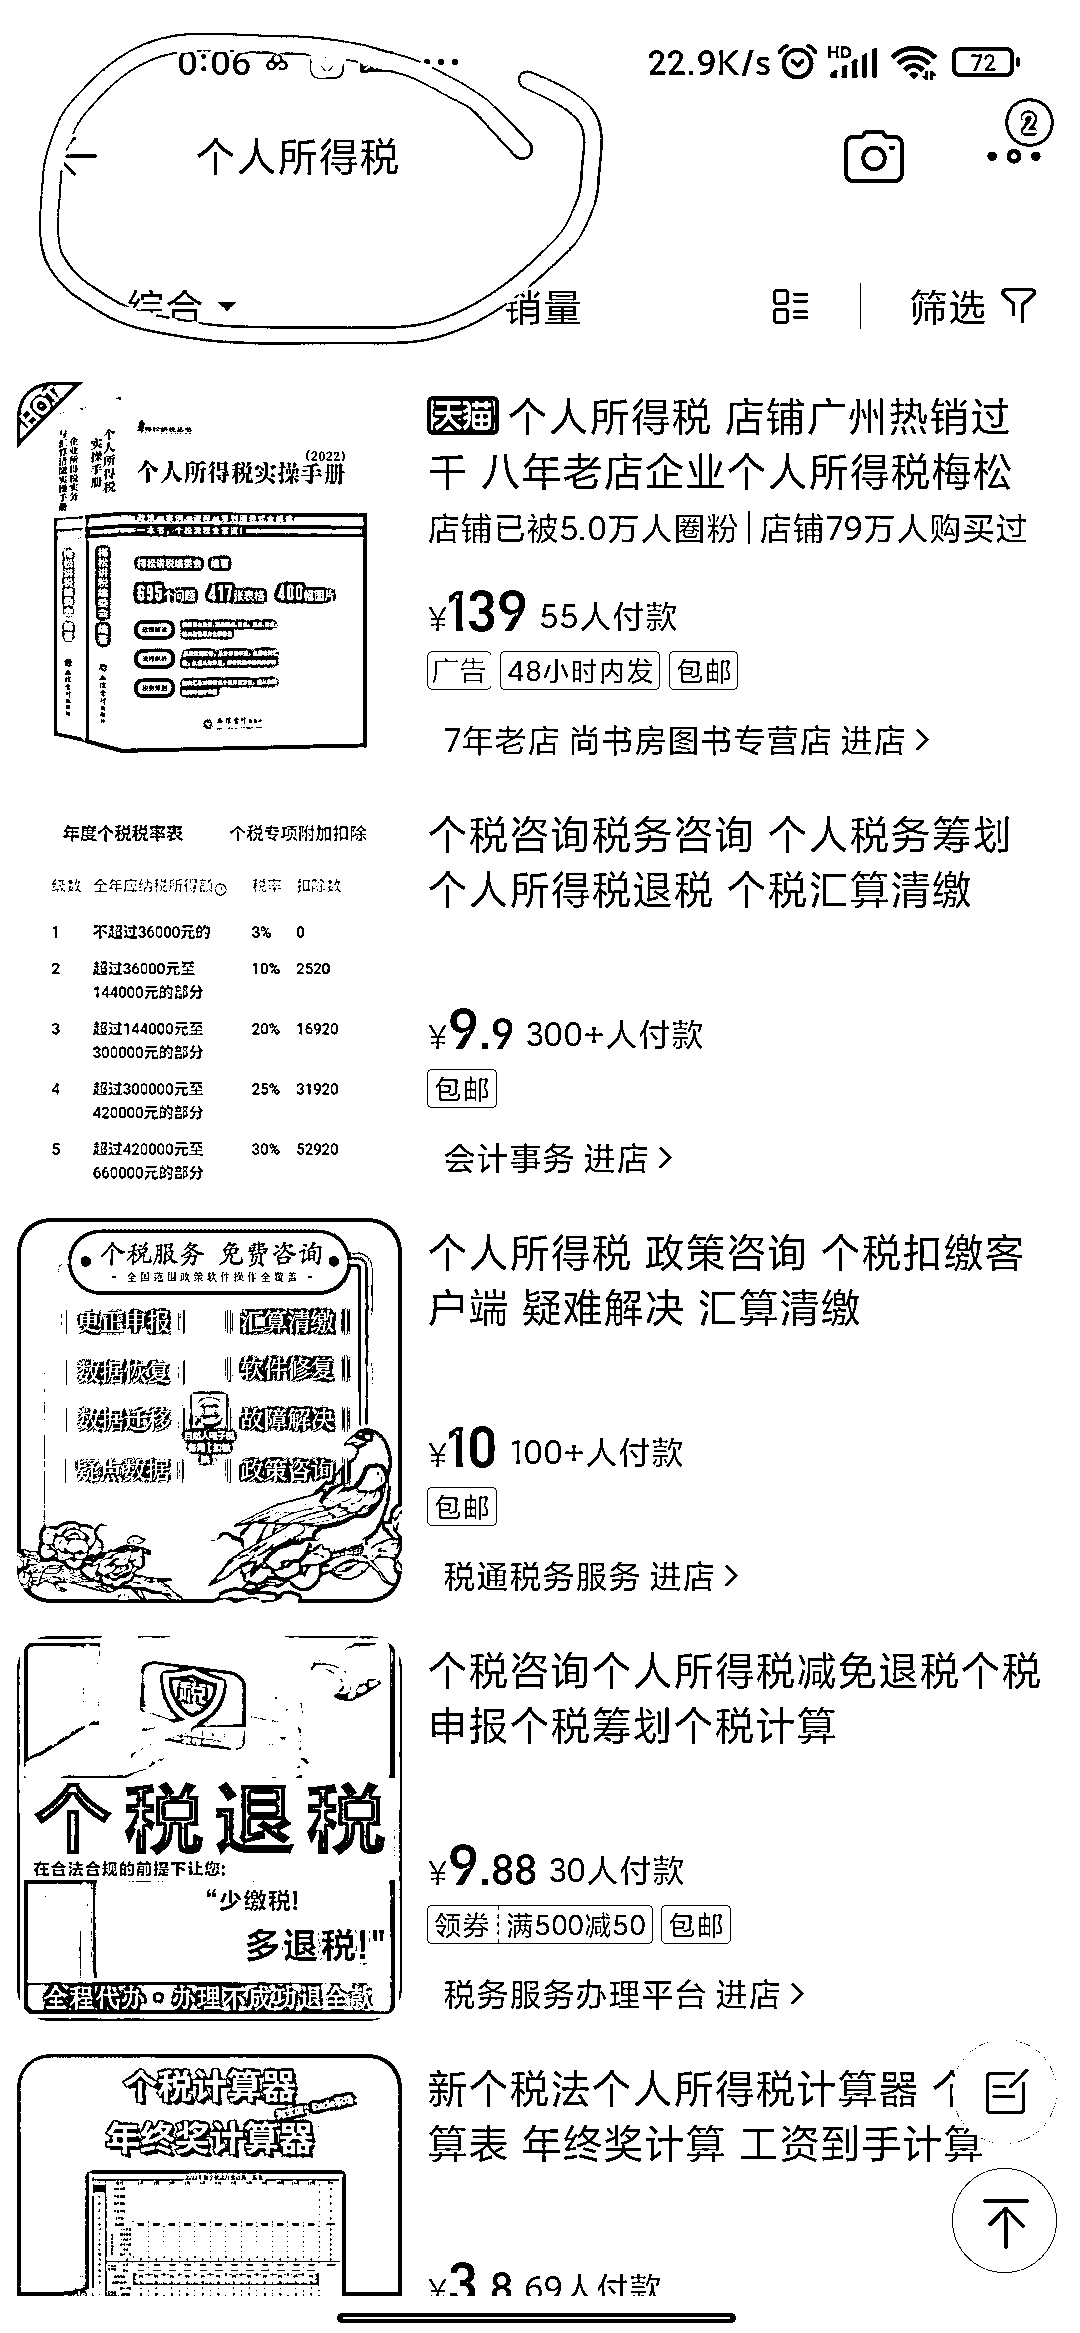 0:06
22.9K/s HD 72
个人所得税
2
综合
销量
筛选
HOT
个人所得税实操手册
(2022)
个人所得税实操手册
695个问题 417张表格 400幅图片
天猫 个人所得税 店铺广州热销过
千 八年老店企业个人所得税梅松
店铺已被5.0万人圈粉|店铺79万人购买过
¥139 55人付款
广告 48小时内发 包邮
7年老店 尚书房图书专营店 进店
年度个税税率表 个税专项附加扣除
级数 全年应纳税所得额 税率 扣除数
1 不超过36000元的 3% 0
2 超过36000元至 10% 2520
144000元的部分
3 超过144000元至 20% 16920
300000元的部分
4 超过300000元至 25% 31920
420000元的部分
5 超过420000元至 30% 52920
660000元的部分
个税咨询税务咨询 个人税务筹划
个人所得税退税 个税汇算清缴
¥9.9 300+人付款
包邮
会计事务 进店
个税服务 免费咨询
- 全国范围政策软件操作全覆盖 -
更正申报 汇算清缴
数据恢复 软件修复
数据迁移 故障解决
疑点数据 政策咨询
个人所得税 政策咨询 个税扣缴客
户端 疑难解决 汇算清缴
¥10 100+人付款
包邮
税通税务服务 进店
税
个税退税
在合法合规的前提下让您:
“少缴税!
多退税!"
全程代办 办理不成功退全款
个税咨询个人所得税减免退税个税
申报个税筹划个税计算
¥9.88 30人付款
领券 满500减50 包邮
税务服务办理平台 进店
个税计算器
年终奖计算器
新个税法个人所得税计算器 个
算表 年终奖计算 工资到手计算
¥3.8 69人付款